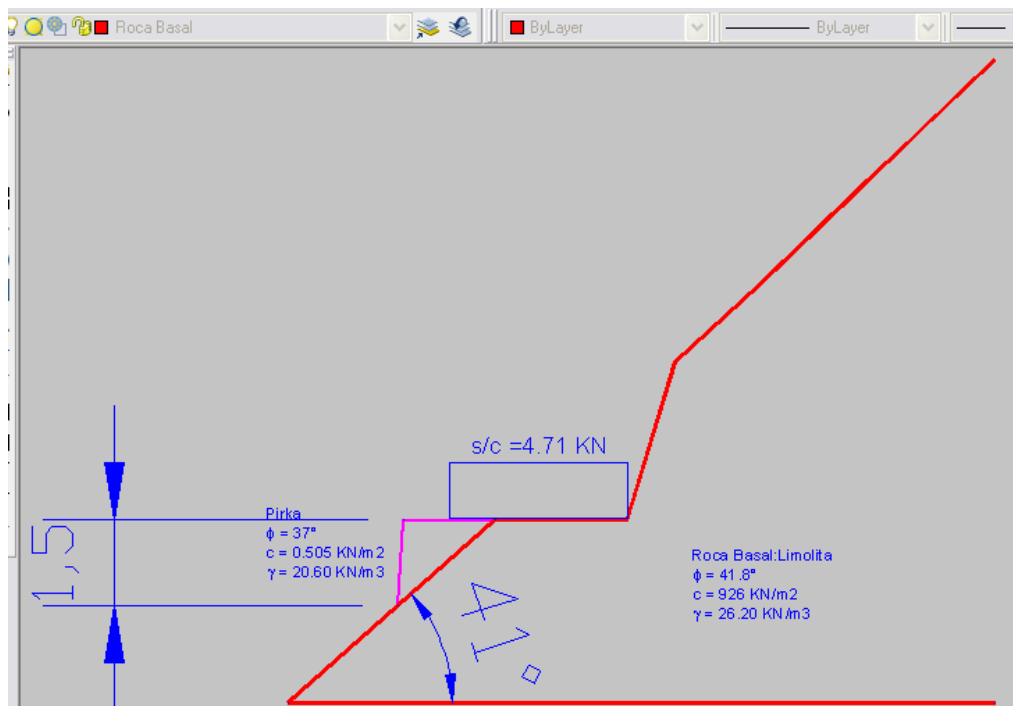 Roca Basal
ByLayer
ByLayer
s/c =4.71 KN
Pirka
ϕ = 37°
c = 0.505 KN/m2
γ = 20.60 KN/m3
1,5
Roca Basal:Limolita
ϕ = 41.8°
c = 926 KN/m2
γ = 26.20 KN/m3
41°